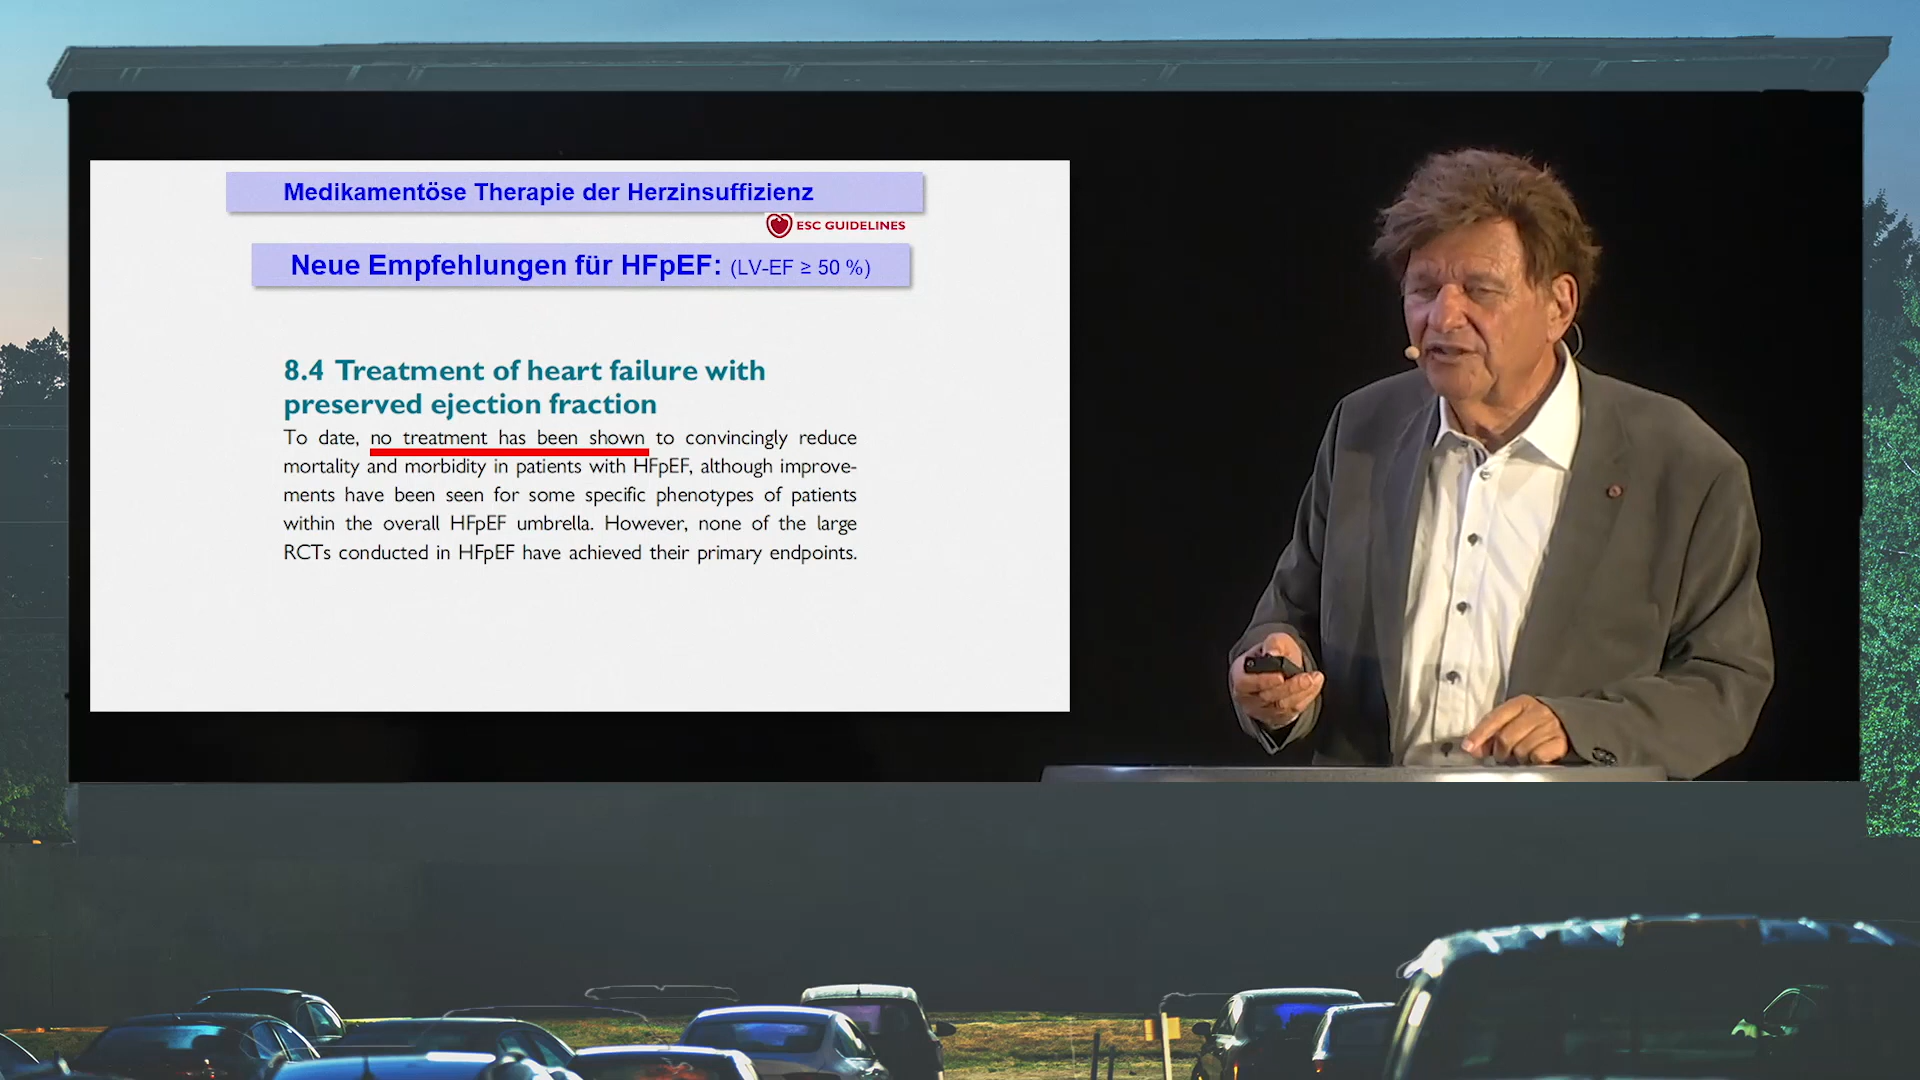 Medikamentöse Therapie der Herzinsuffizienz
ESC GUIDELINES
Neue Empfehlungen für HFpEF: (LV-EF ≥ 50 %)
8.4 Treatment of heart failure with
preserved ejection fraction
To date, no treatment has been shown to convincingly reduce
mortality and morbidity in patients with HFpEF, although improve-
ments have been seen for some specific phenotypes of patients
within the overall HFpEF umbrella. However, none of the large
RCTs conducted in HFpEF have achieved their primary endpoints.